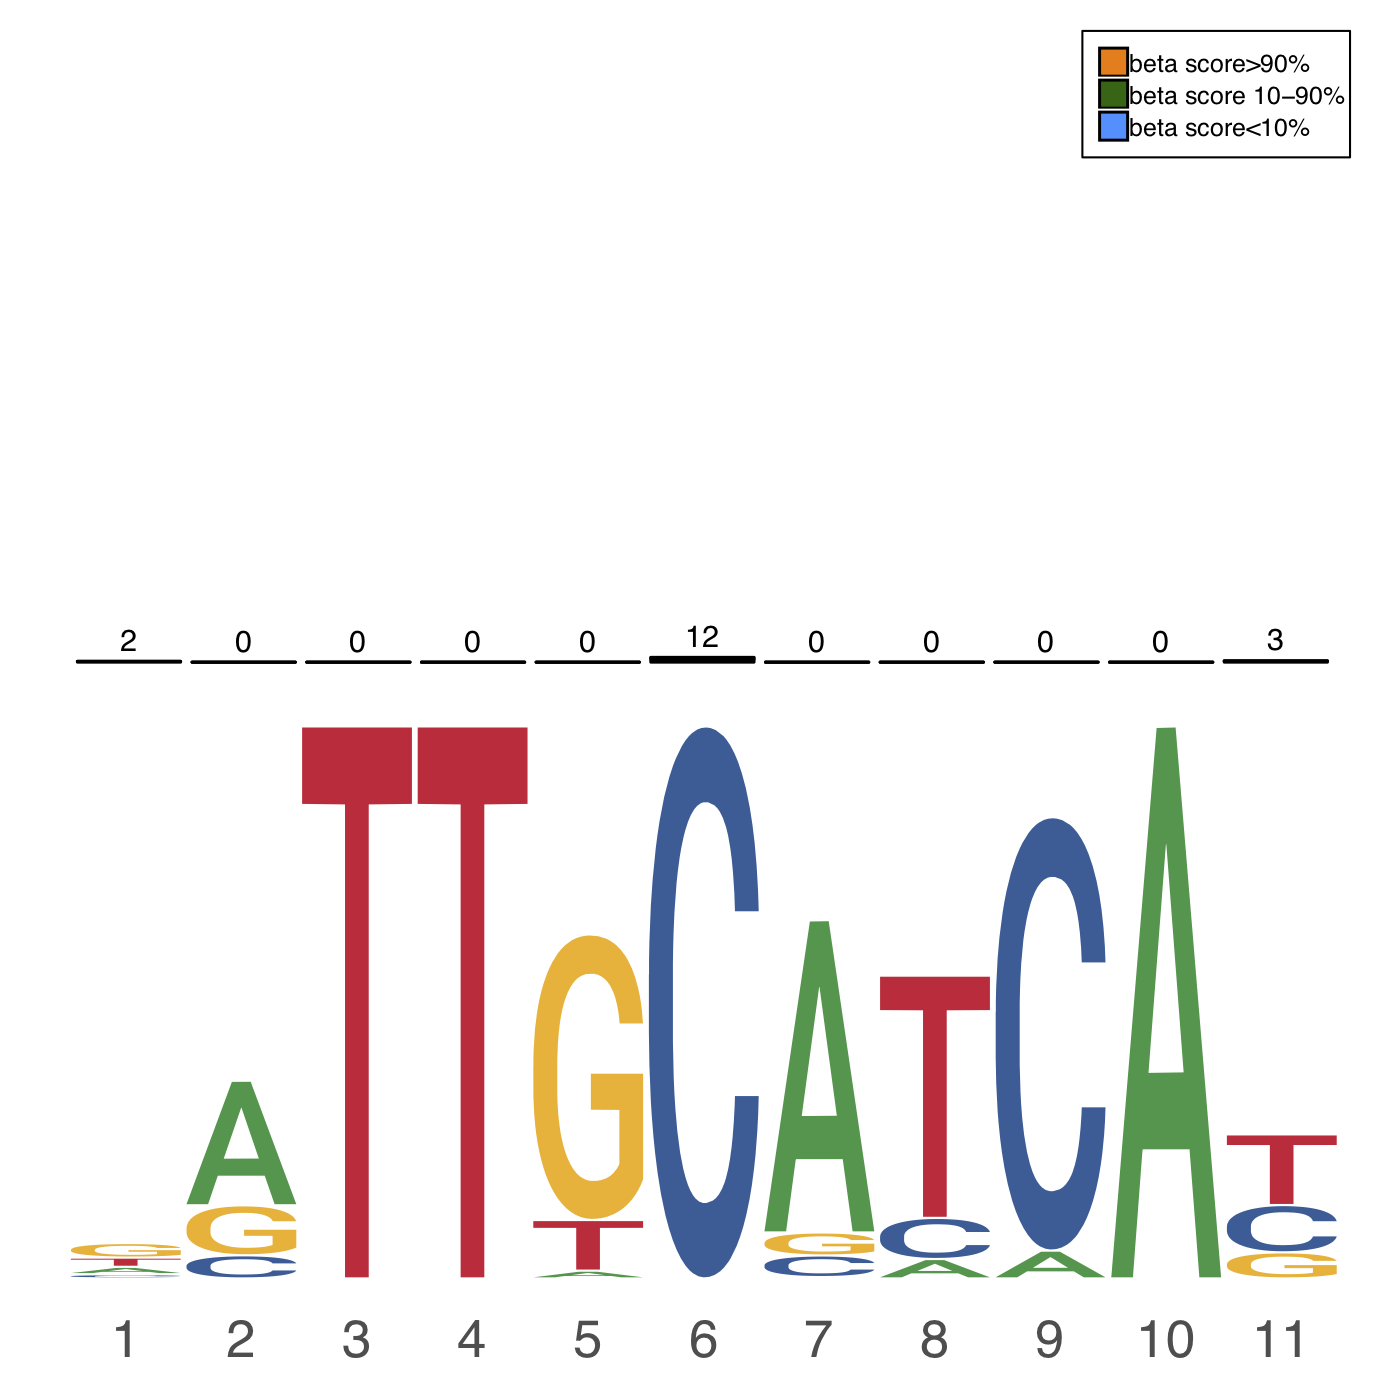 beta score>90%
beta score 10–90%
beta score<10%
2 0 0 0 0 12 0 0 0 0 3
G T A C
A G C
T
T
G T A
C
A G C
T C A
C A
A
T C G
1 2 3 4 5 6 7 8 9 10 11